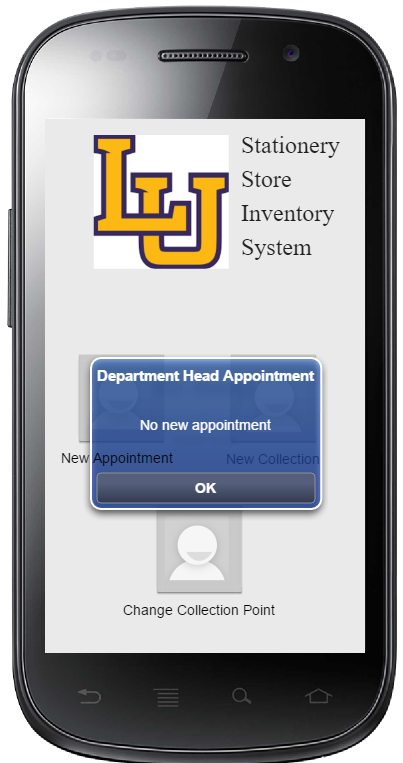 LU
Stationery
Store
Inventory
System
Department Head Appointment
No new appointment
New Appointment
New Collection
OK
Change Collection Point